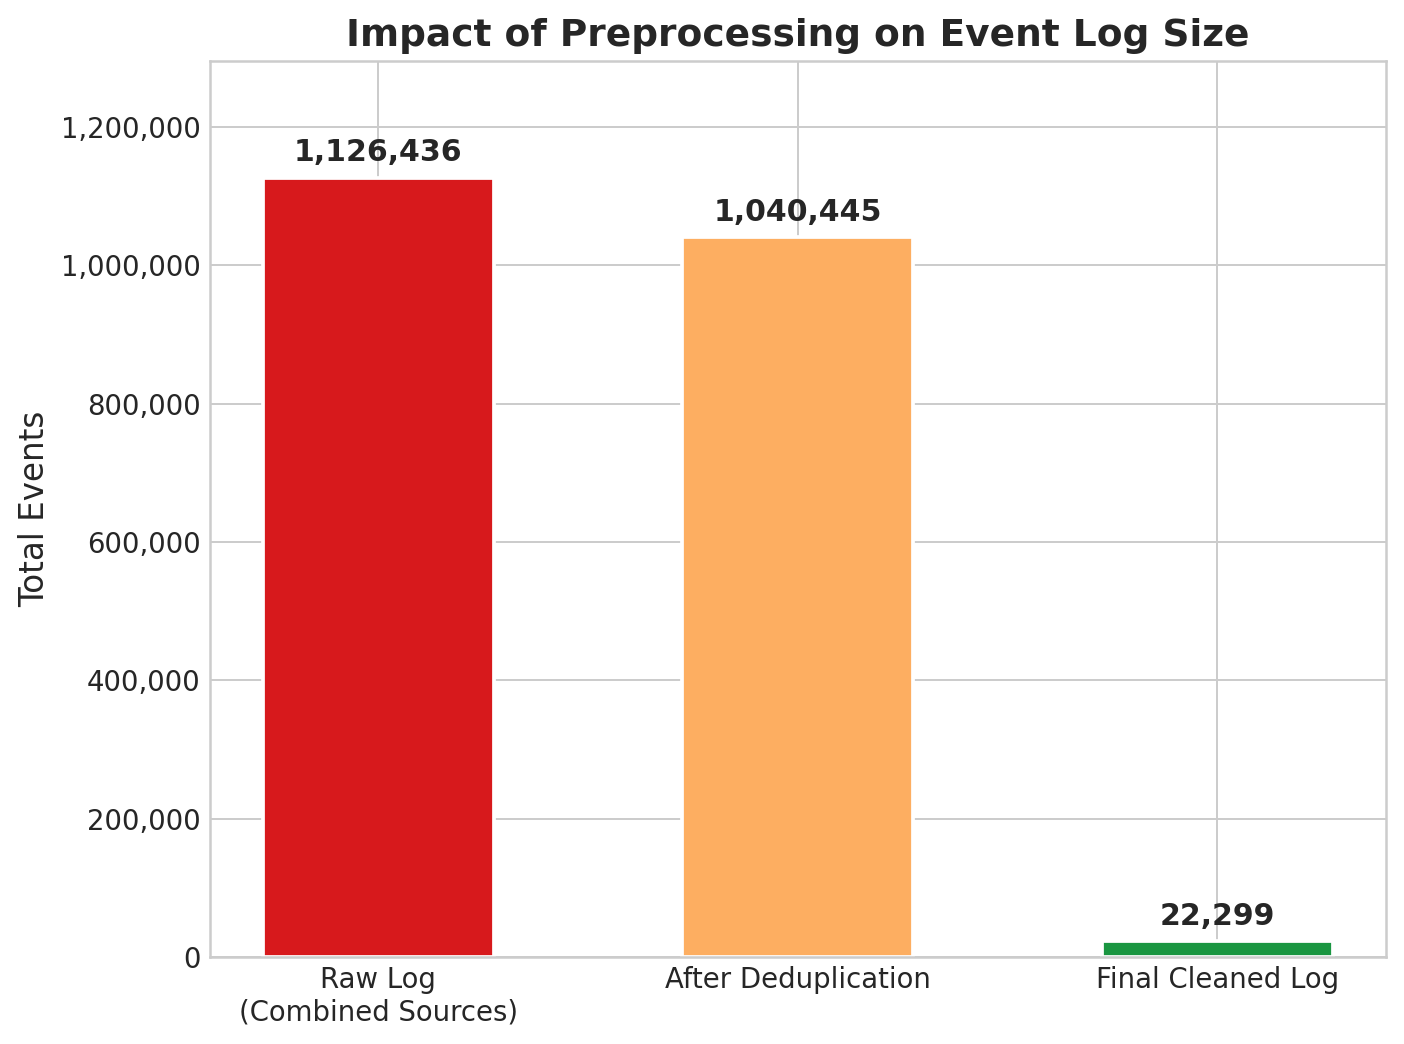 Impact of Preprocessing on Event Log Size
1,200,000
1,000,000
800,000
600,000
400,000
200,000
0
Total Events
1,126,436
1,040,445
22,299
Raw Log
(Combined Sources)
After Deduplication
Final Cleaned Log